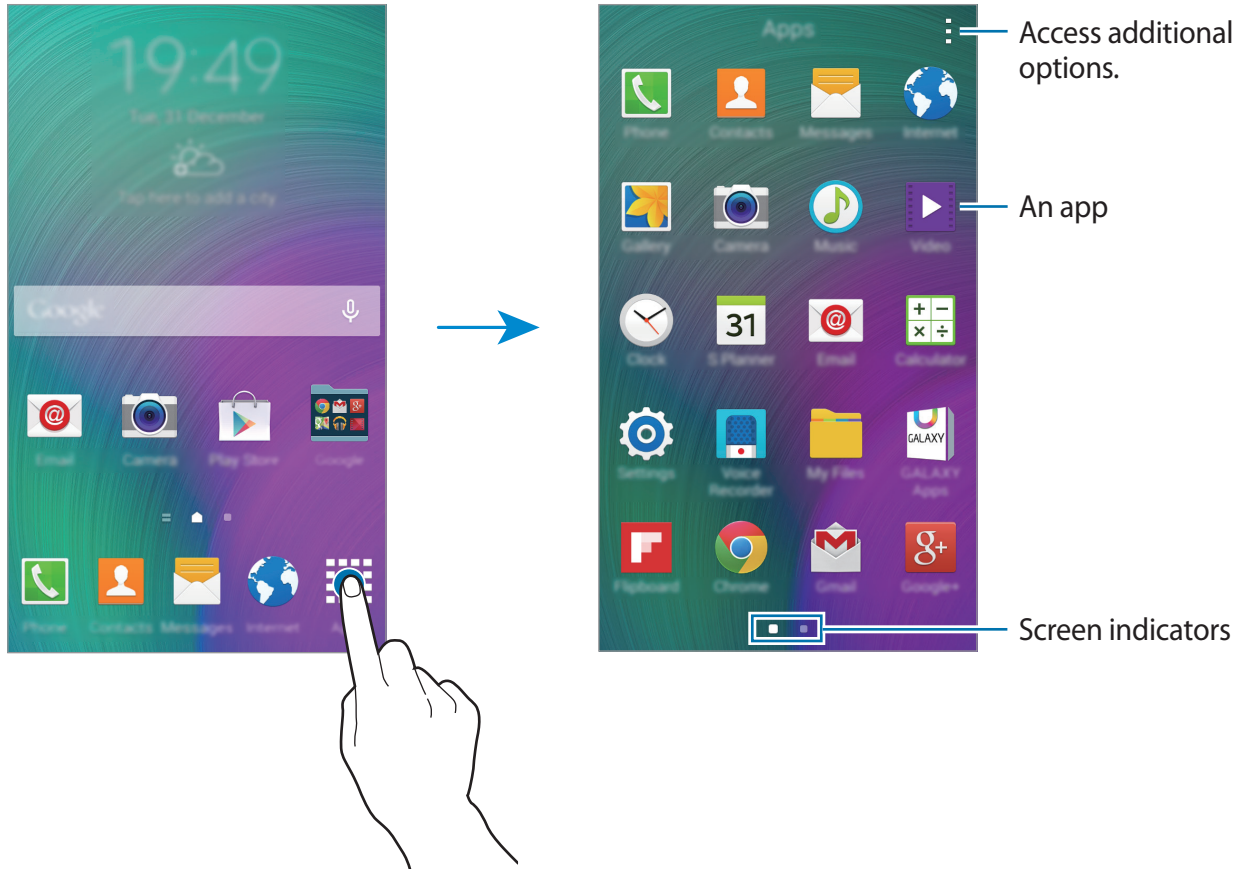 19:49
Tue, 31 December
Tap here to add a city
Google
Email Camera Play Store Google
Phone Contacts Messages Internet
Apps
Access additional
options.
Phone Contacts Messages Internet
Gallery Camera Music Video
An app
31
Clock S Planner Email Calculator
GALAXY
Settings Voice Recorder My Files GALAXY Apps
Flipboard Chrome Gmail Google+
Screen indicators